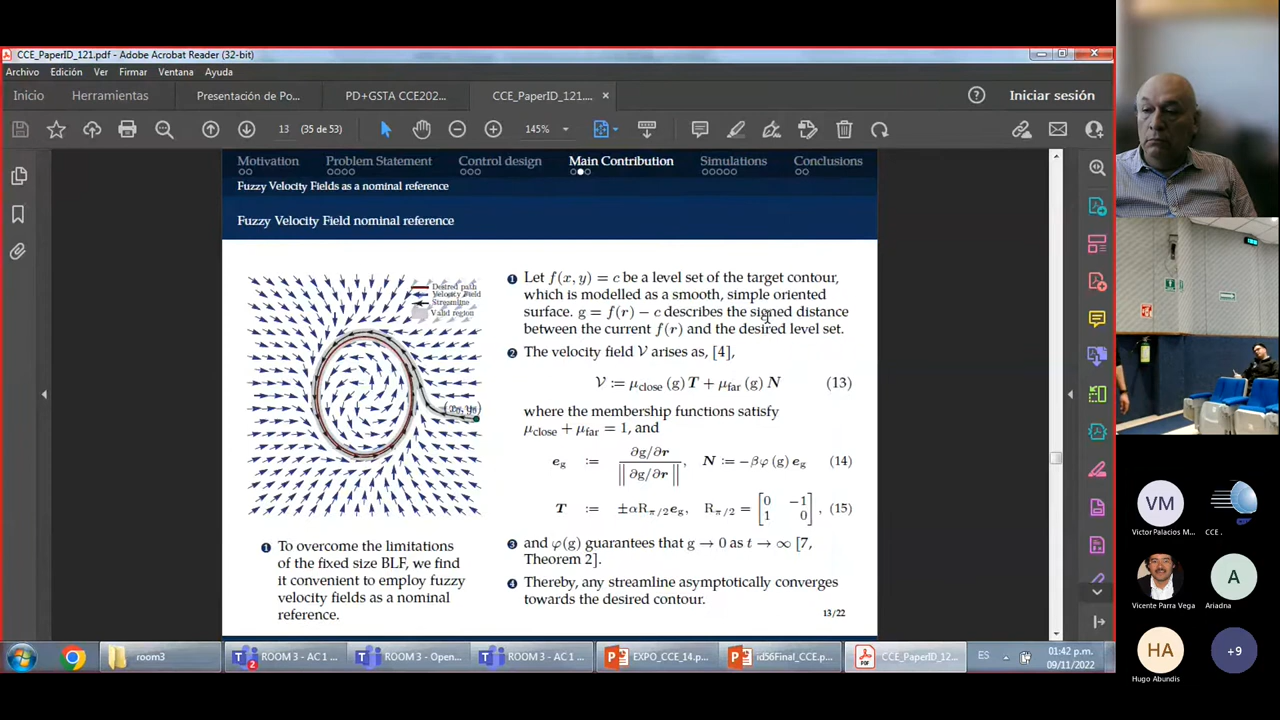 CCE_PaperID_121.pdf - Adobe Acrobat Reader (32-bit)
Archivo Edición Ver Firmar Ventana Ayuda
Inicio Herramientas Presentación de Po... PD+GSTA CCE202... CCE_PaperID_121.... × Iniciar sesión
13 (35 de 53) 145%
Motivation Problem Statement Control design Main Contribution Simulations Conclusions
Fuzzy Velocity Fields as a nominal reference
Fuzzy Velocity Field nominal reference
Desired path
Velocity Field
Streamline
Valid region
(x₀, y₀)
❶ To overcome the limitations
of the fixed size BLF, we find
it convenient to employ fuzzy
velocity fields as a nominal
reference.
❶ Let f(x, y) = c be a level set of the target contour,
which is modelled as a smooth, simple oriented
surface. g = f(r) − c describes the signed distance
between the current f(r) and the desired level set.
❷ The velocity field 𝒱 arises as, [4],
𝒱 := μclose (g) T + μfar (g) N (13)
where the membership functions satisfy
μclose + μfar = 1, and
eg := ∂g/∂r / ||∂g/∂r||, N := −βφ (g) eg (14)
T := ±αRπ/2eg, Rπ/2 = [0 −1; 1 0], (15)
❸ and φ(g) guarantees that g → 0 as t → ∞ [7,
Theorem 2].
❹ Thereby, any streamline asymptotically converges
towards the desired contour.
13/22
room3 2 ROOM 3 - AC 1 ... ROOM 3 - Open... ROOM 3 - AC 1 ... EXPO_CCE_14.p... id56Final_CCE.p... CCE_PaperID_12... ES 01:42 p.m.
09/11/2022
VM
Victor Palacios M...
CCE .
Vicente Parra Vega
A
Ariadna
HA
Hugo Abundis
+9